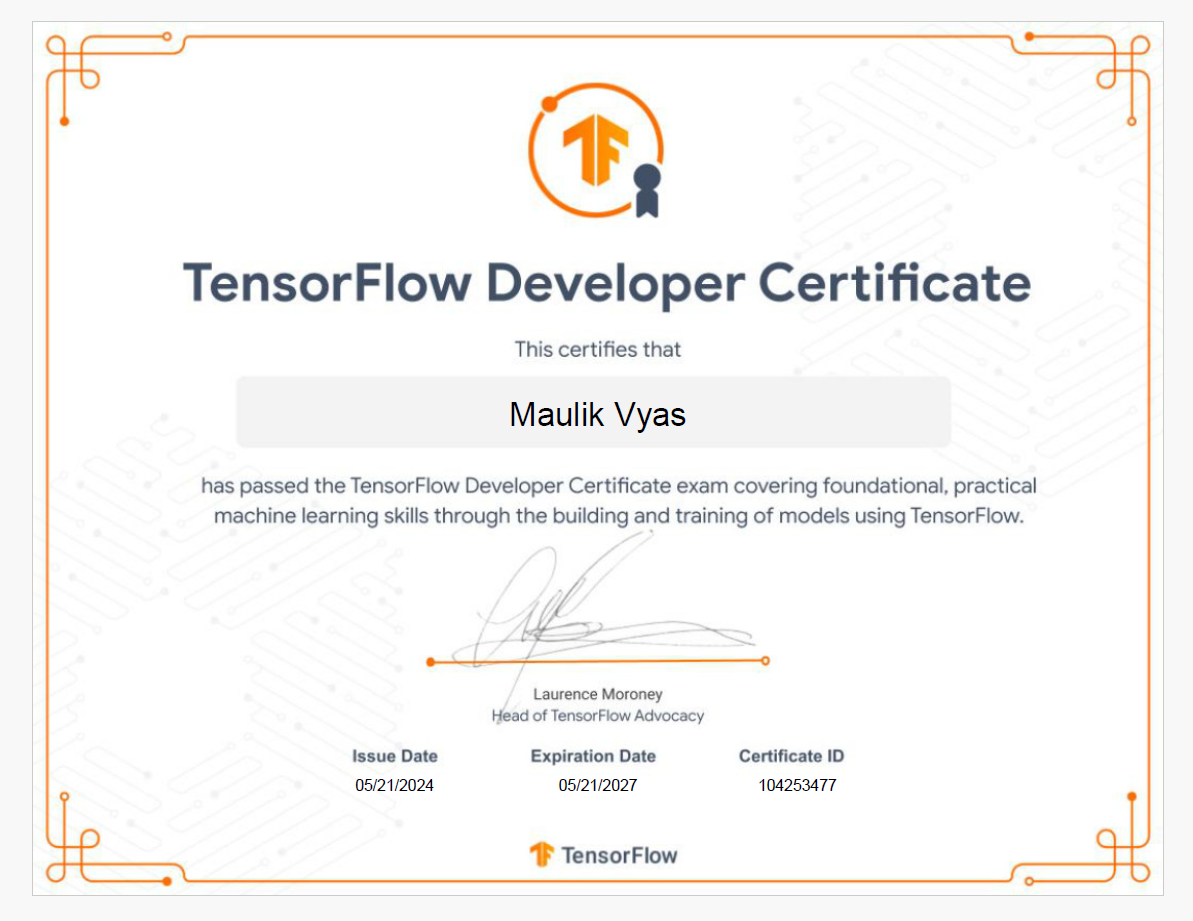 TensorFlow Developer Certificate
This certifies that
Maulik Vyas
has passed the TensorFlow Developer Certificate exam covering foundational, practical
machine learning skills through the building and training of models using TensorFlow.
Laurence Moroney
Head of TensorFlow Advocacy
Issue Date Expiration Date Certificate ID
05/21/2024 05/21/2027 104253477
TensorFlow